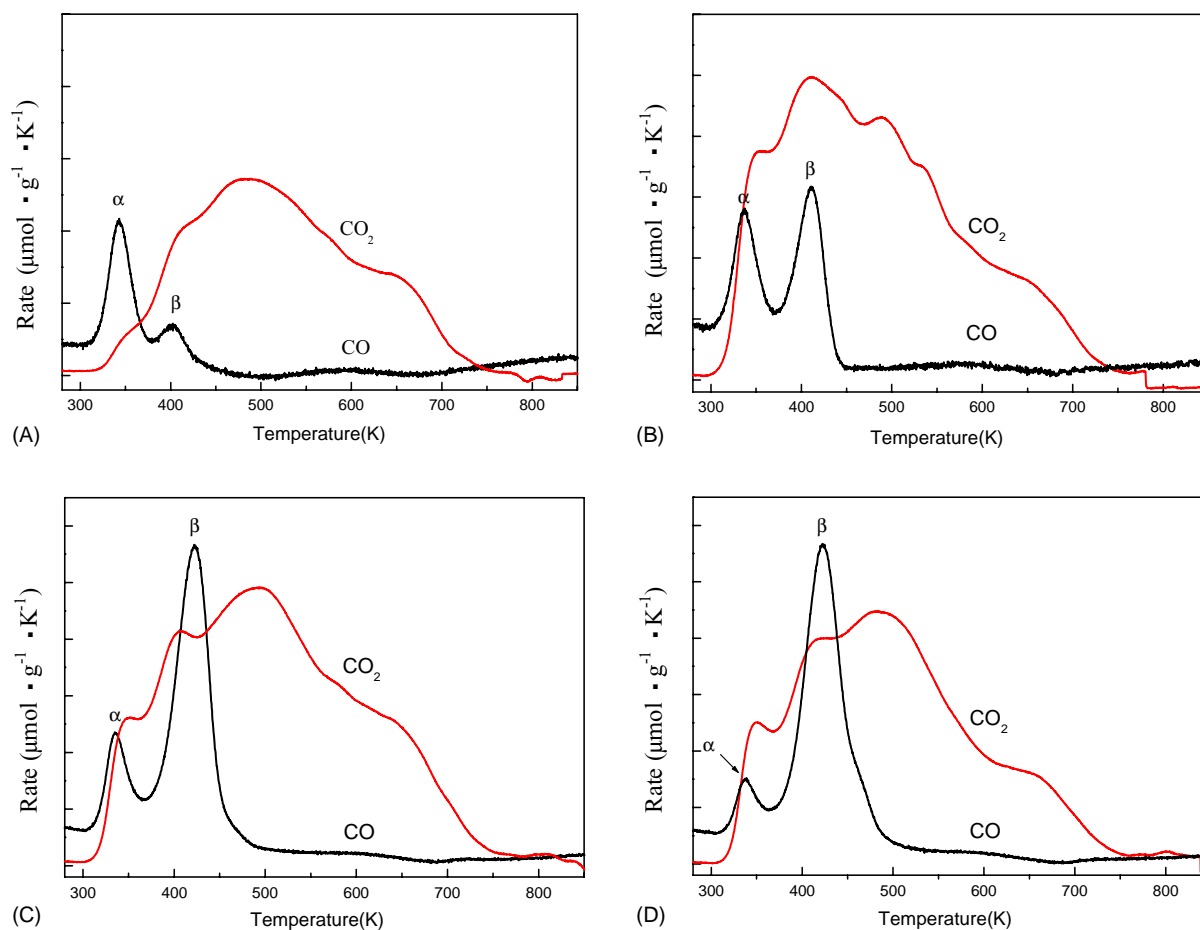 Rate (μmol ▪ g⁻¹ ▪ K⁻¹)
α
β
CO₂
CO
300 400 500 600 700 800
Temperature(K)
(A)
Rate (μmol ▪ g⁻¹ ▪ K⁻¹)
α
β
CO₂
CO
300 400 500 600 700 800
Temperature(K)
(B)
Rate (μmol ▪ g⁻¹ ▪ K⁻¹)
α
β
CO₂
CO
300 400 500 600 700 800
Temperature(K)
(C)
Rate (μmol ▪ g⁻¹ ▪ K⁻¹)
α
β
CO₂
CO
300 400 500 600 700 800
Temperature(K)
(D)